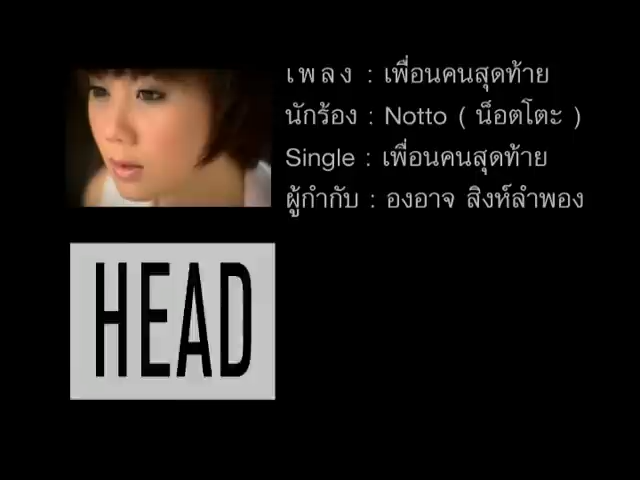 เพลง : เพื่อนคนสุดท้าย
นักร้อง : Notto ( น็อตโตะ )
Single : เพื่อนคนสุดท้าย
ผู้กำกับ : องอาจ สิงห์ลำพอง
HEAD